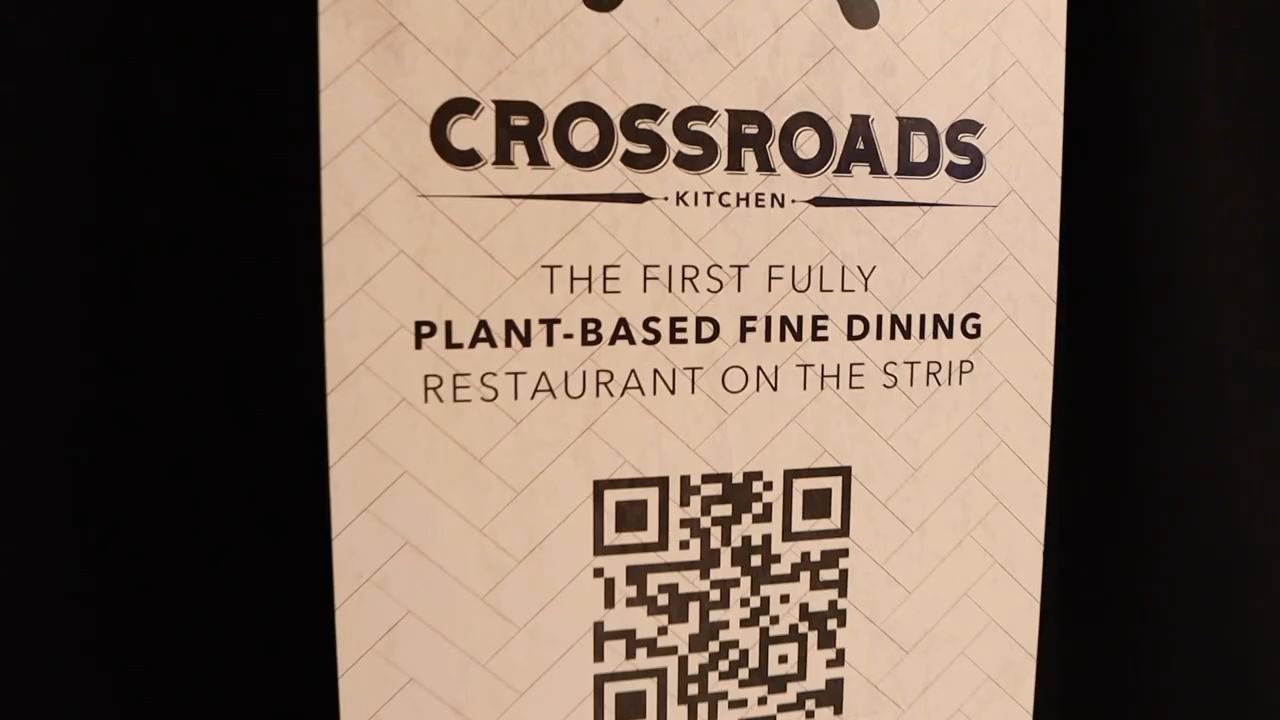 CROSSROADS
·KITCHEN·
THE FIRST FULLY
PLANT-BASED FINE DINING
RESTAURANT ON THE STRIP